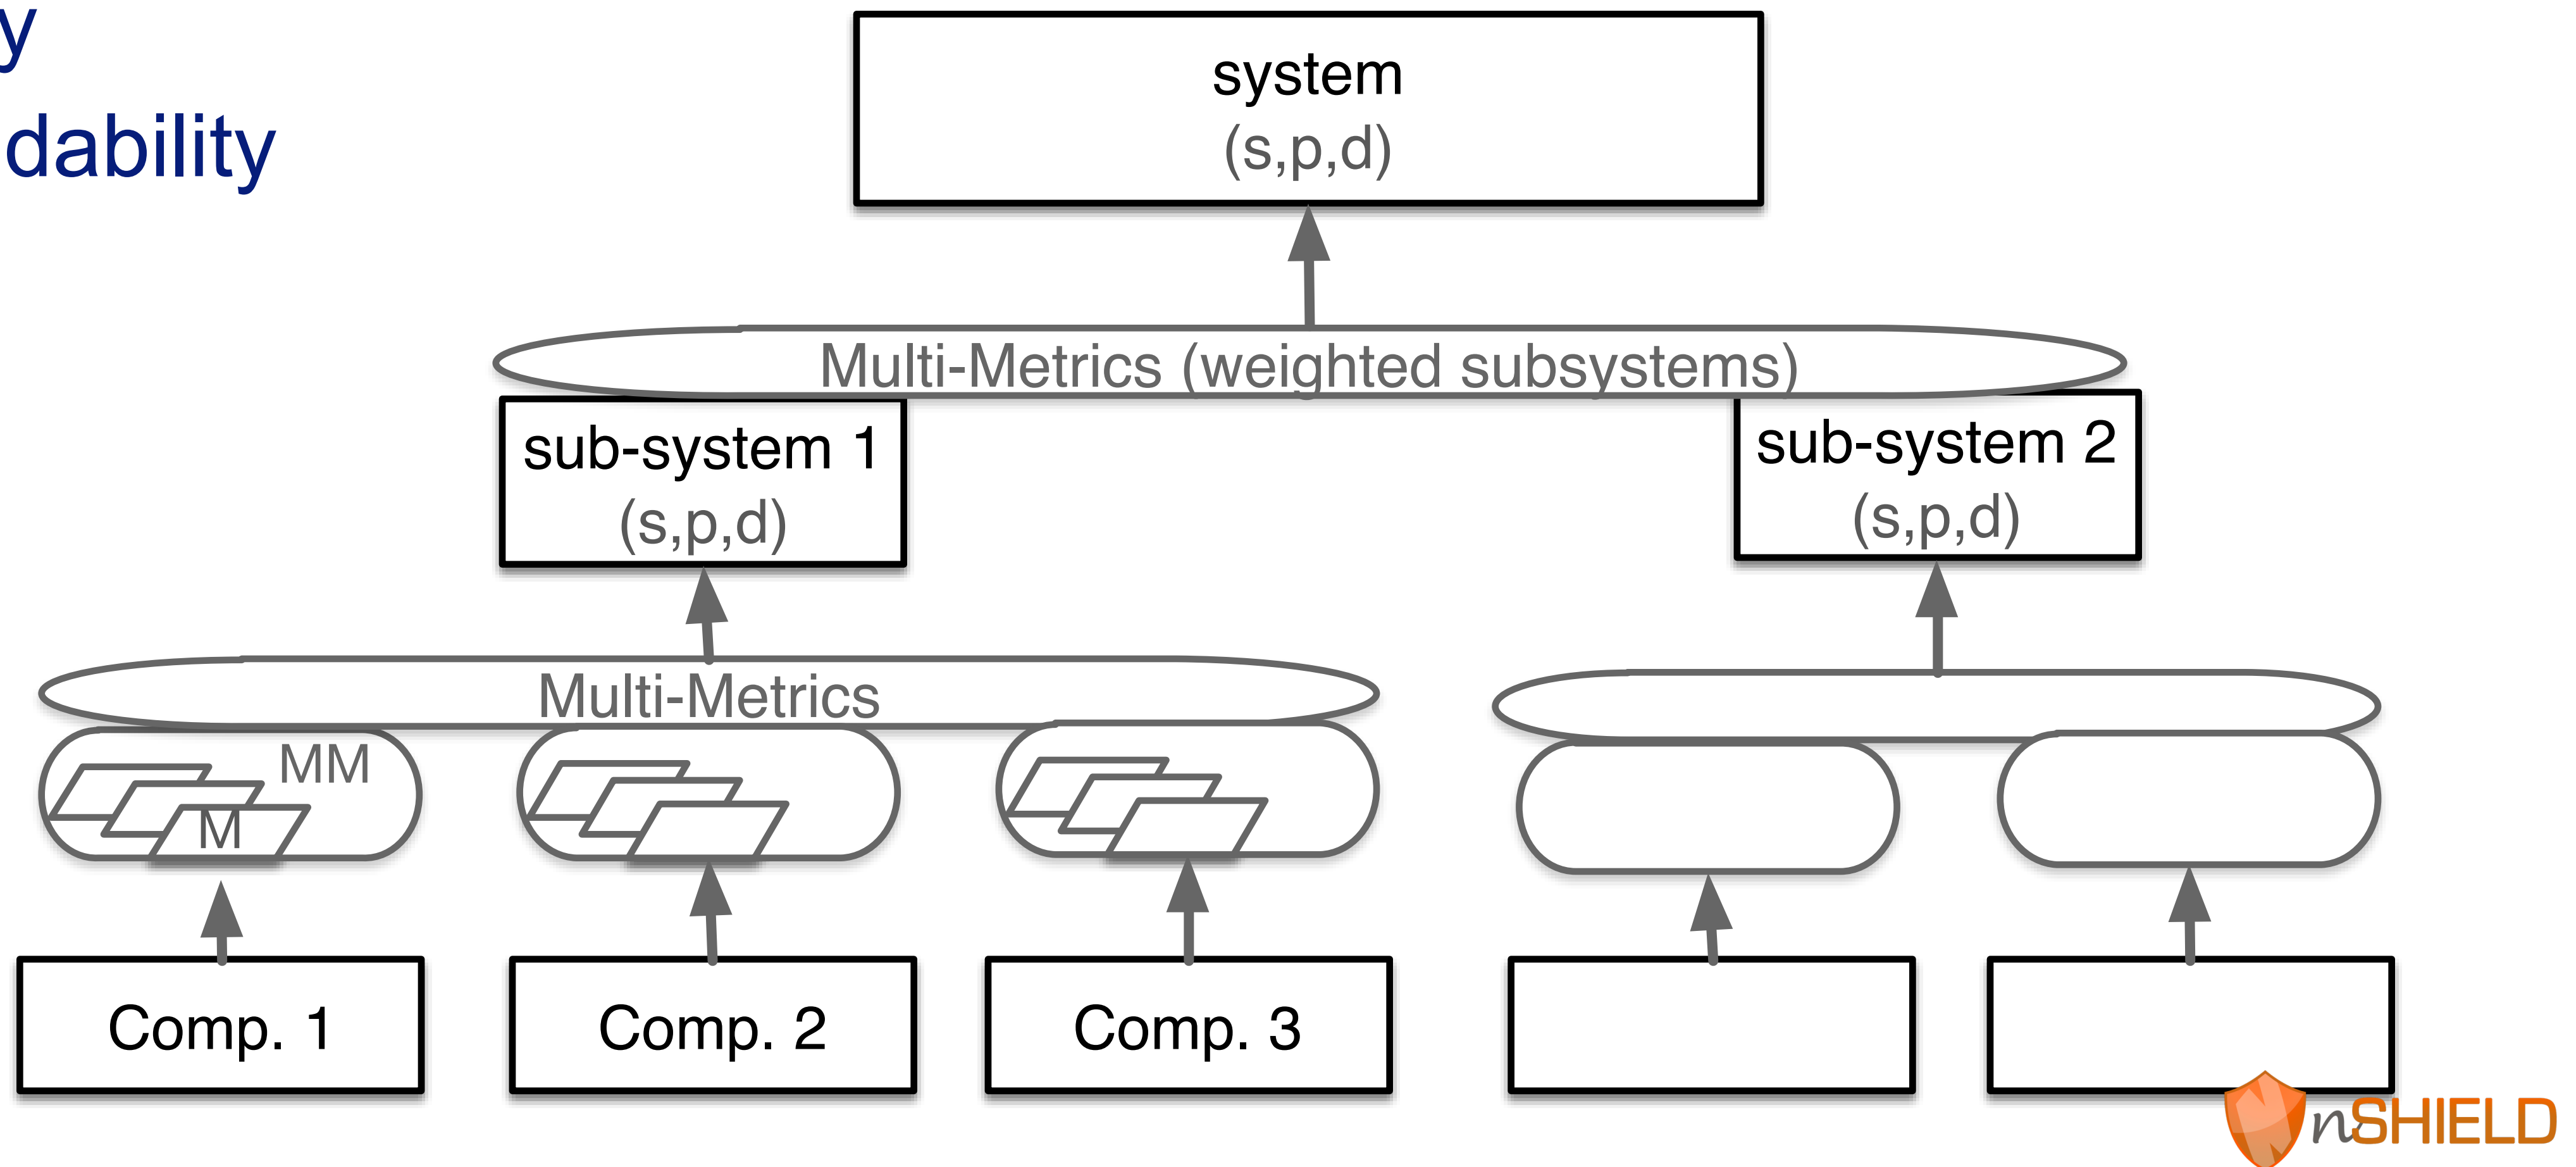 y
dability
system
(s,p,d)
Multi-Metrics (weighted subsystems)
sub-system 1
(s,p,d)
sub-system 2
(s,p,d)
Multi-Metrics
MM
M
Comp. 1
Comp. 2
Comp. 3
nSHIELD